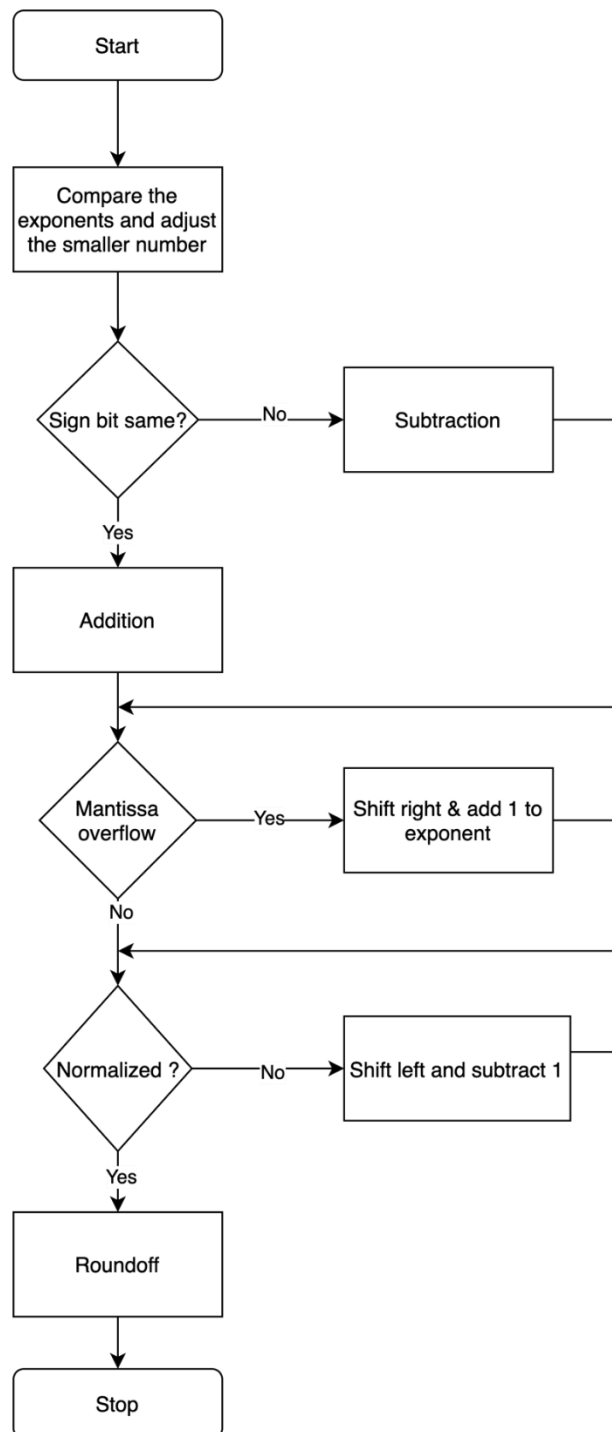 Start
Compare the
exponents and adjust
the smaller number
Sign bit same?
No
Subtraction
Yes
Addition
Mantissa
overflow
Yes
Shift right & add 1 to
exponent
No
Normalized ?
No
Shift left and subtract 1
Yes
Roundoff
Stop